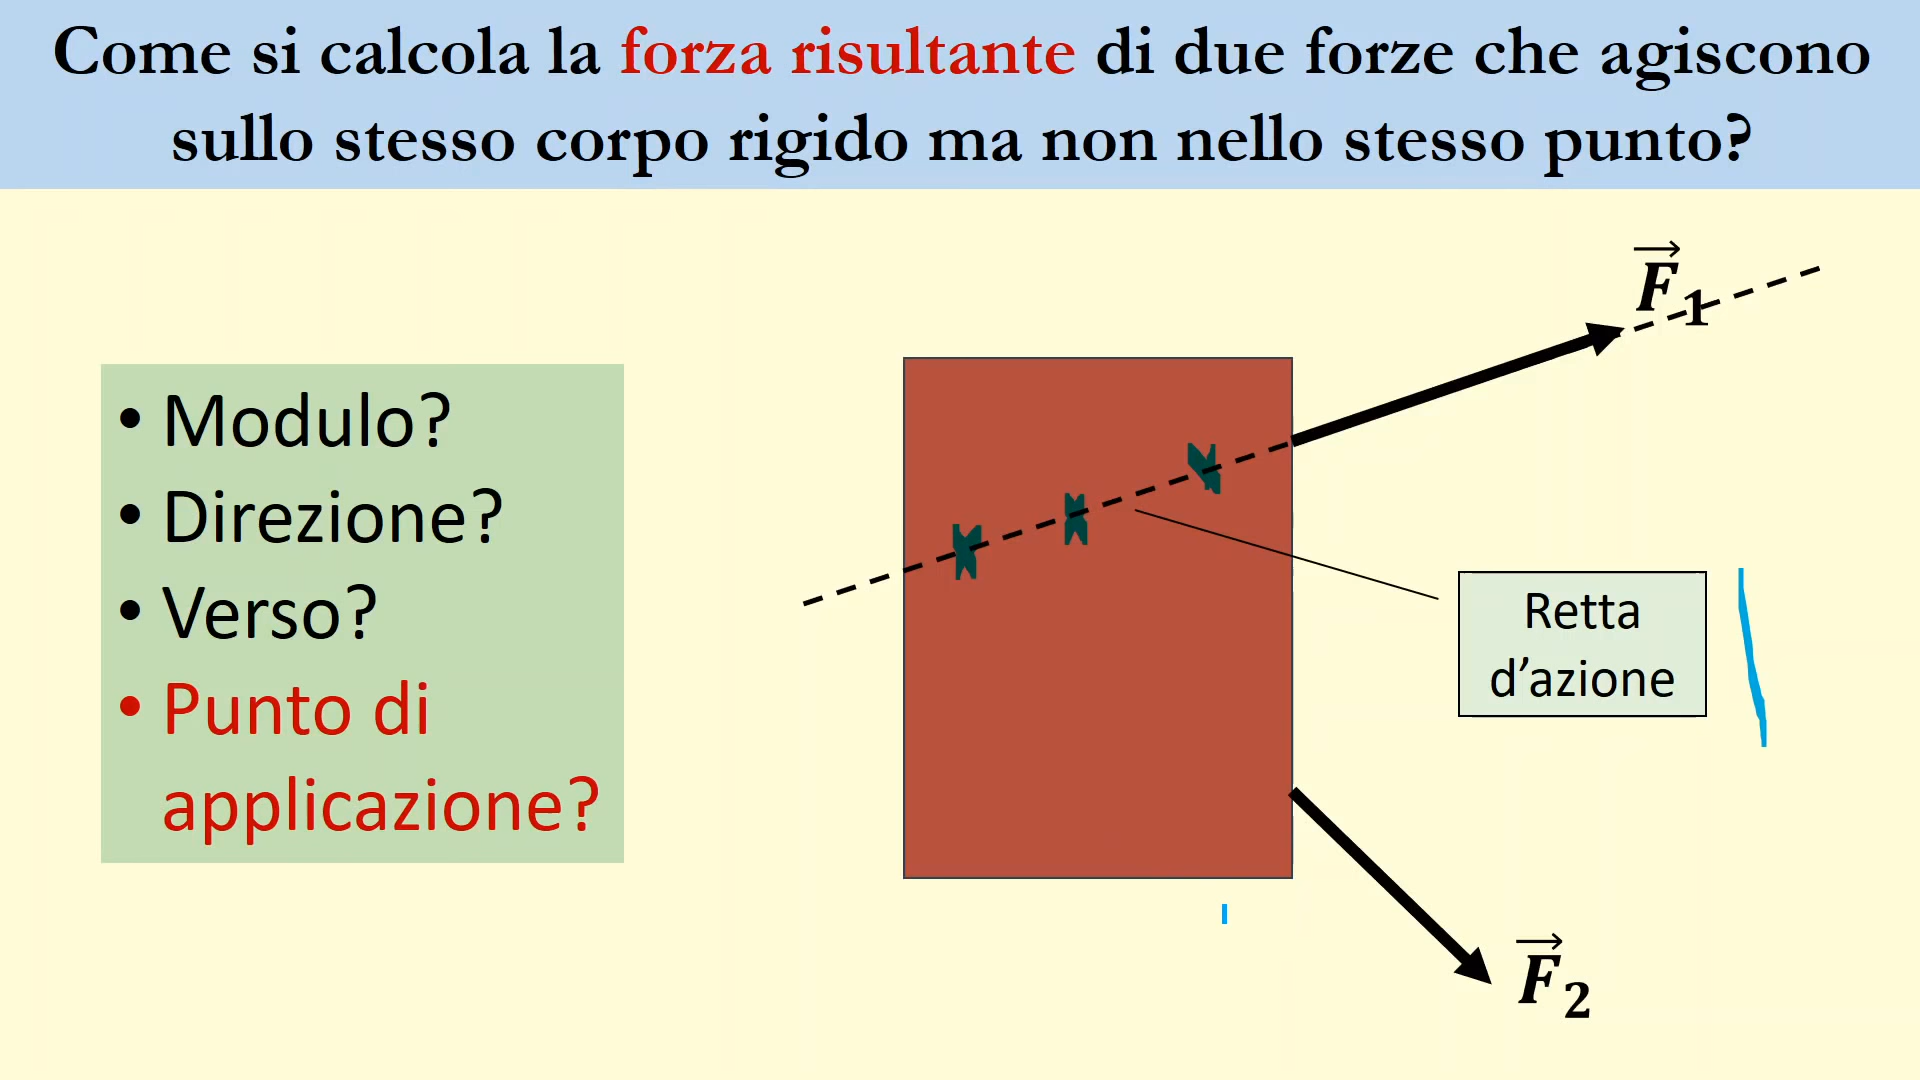 Come si calcola la forza risultante di due forze che agiscono
sullo stesso corpo rigido ma non nello stesso punto?
• Modulo?
• Direzione?
• Verso?
• Punto di
applicazione?
F⃗₁
Retta
d’azione
F⃗₂